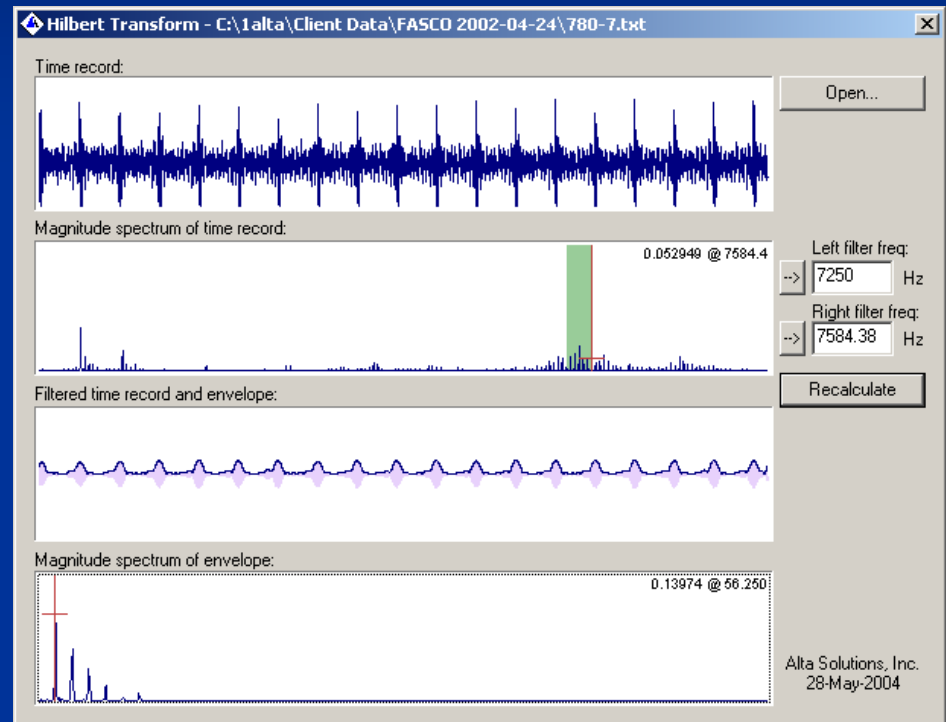 Hilbert Transform - C:\1alta\Client Data\FASCO 2002-04-24\780-7.txt
Time record:
Open...
Magnitude spectrum of time record:
0.052949 @ 7584.4
Left filter freq:
--> 7250 Hz
Right filter freq:
--> 7584.38 Hz
Recalculate
Filtered time record and envelope:
Magnitude spectrum of envelope:
0.13974 @ 56.250
Alta Solutions, Inc.
28-May-2004